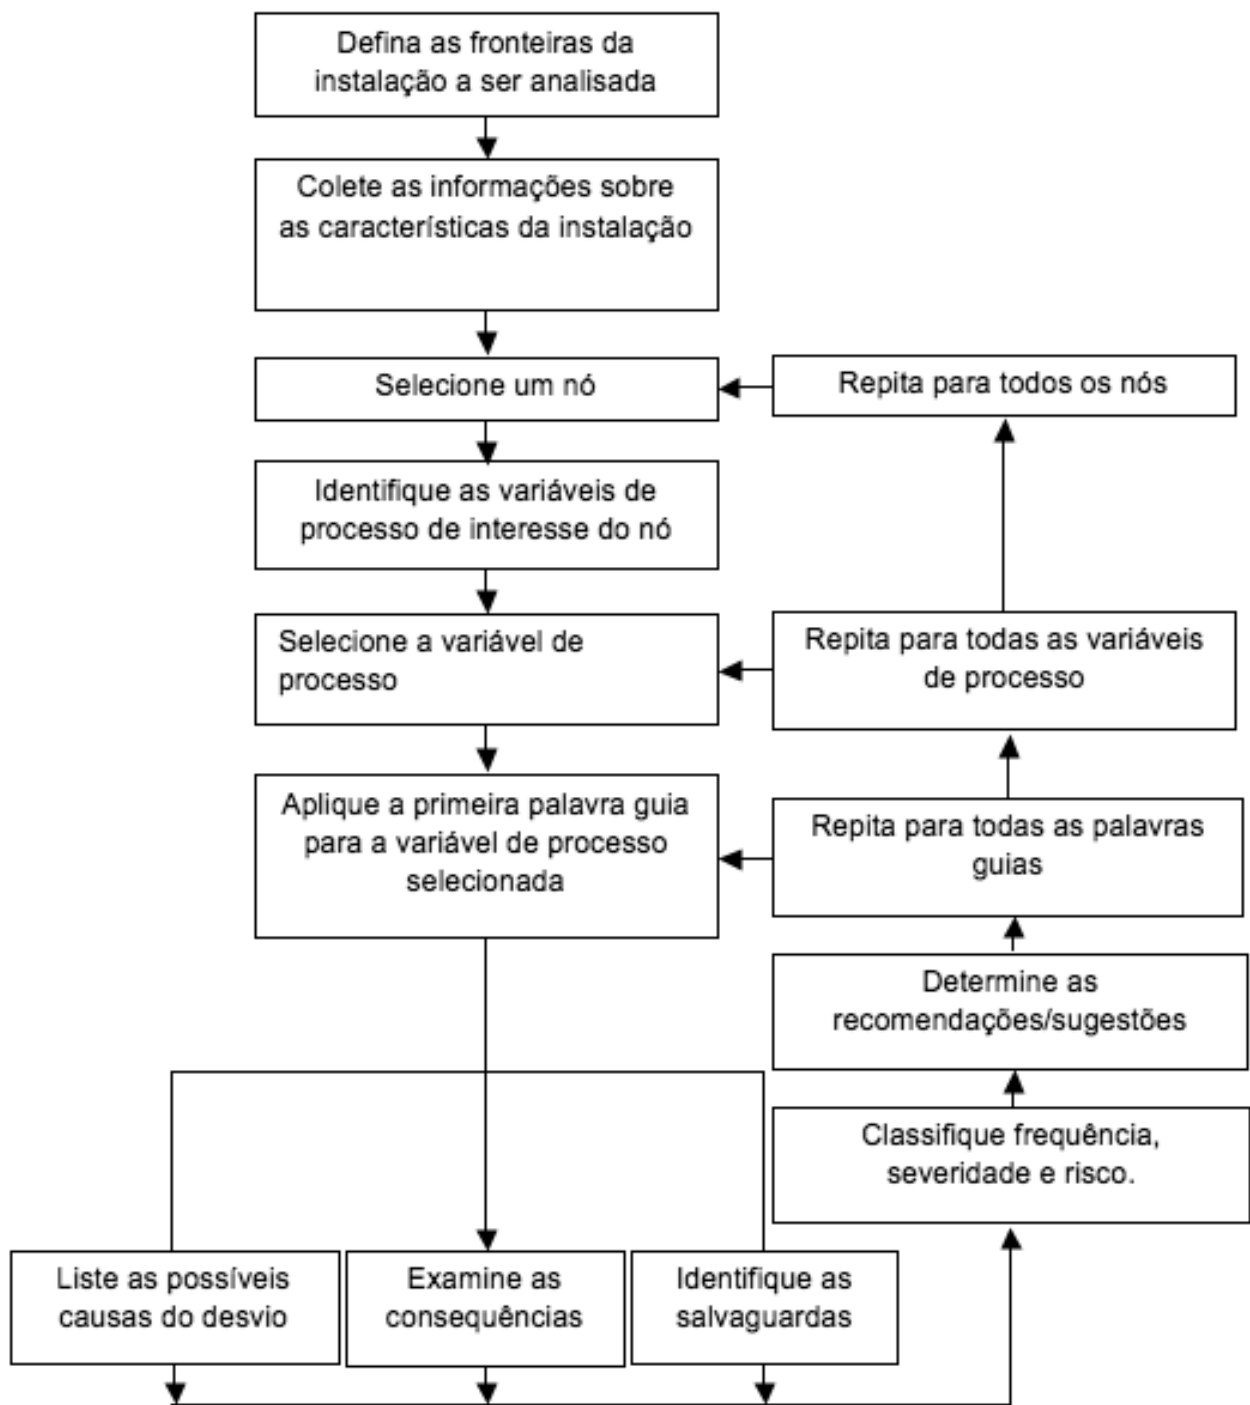 Defina as fronteiras da
instalação a ser analisada
Colete as informações sobre
as características da instalação
Selecione um nó
Repita para todos os nós
Identifique as variáveis de
processo de interesse do nó
Selecione a variável de
processo
Repita para todas as variáveis
de processo
Aplique a primeira palavra guia
para a variável de processo
selecionada
Repita para todas as palavras
guias
Determine as
recomendações/sugestões
Classifique frequência,
severidade e risco.
Liste as possíveis
causas do desvio
Examine as
consequências
Identifique as
salvaguardas